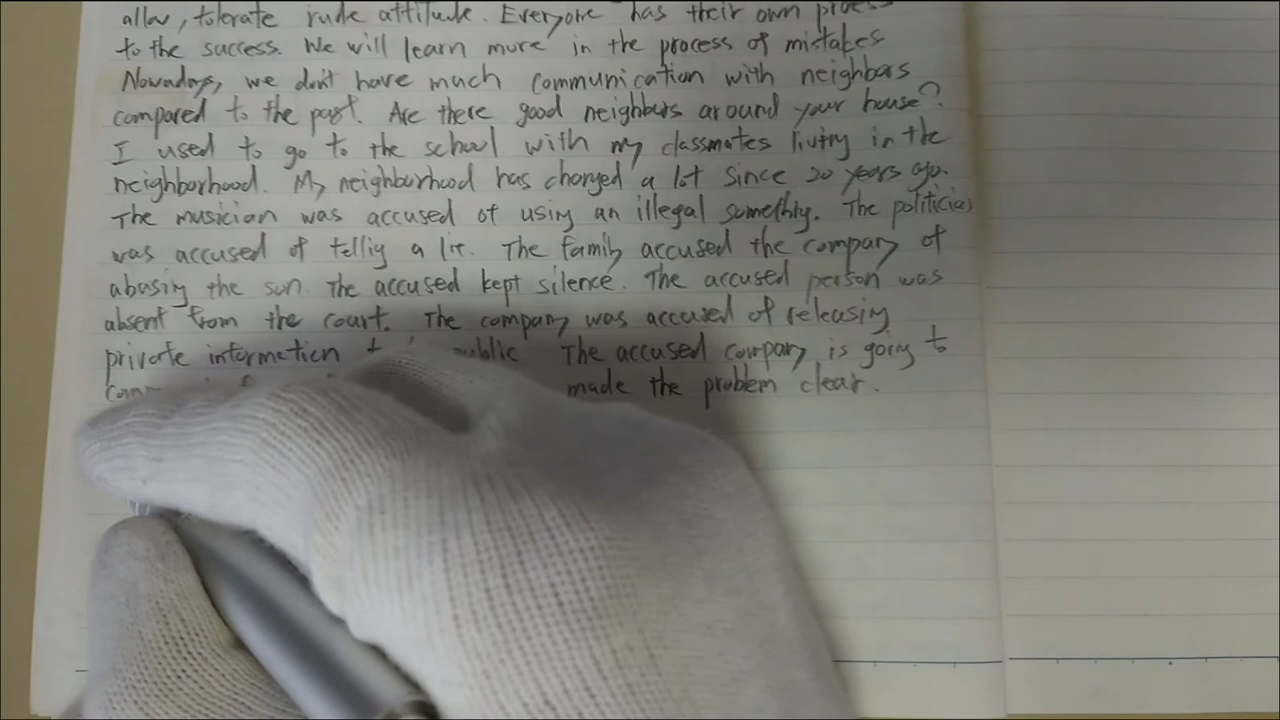 allow, tolerate rude attitude. Everyone has their own process
to the success. We will learn more in the process of mistakes
Nowadays, we don't have much communication with neighbors
compared to the past. Are there good neighbors around your house?
I used to go to the school with my classmates living in the
neighborhood. My neighborhood has changed a lot since 20 years ago.
The musician was accused of using an illegal something. The politician
was accused of telling a lie. The family accused the company of
abusing the son. The accused kept silence. The accused person was
absent from the court. The company was accused of releasing
private information public The accused company is going to
made the problem clear.